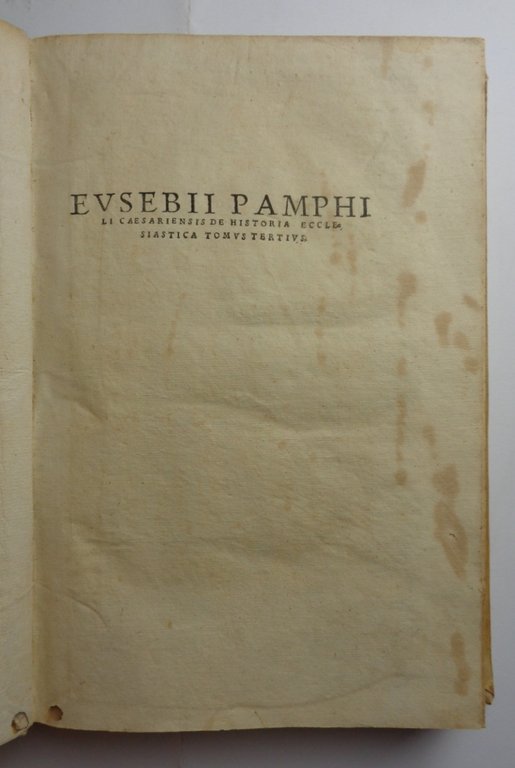 EVSEBII PAMPHI
LI CAESARIENSIS DE HISTORIA ECCLE⸗
SIASTICA TOMVS TERTIVS.